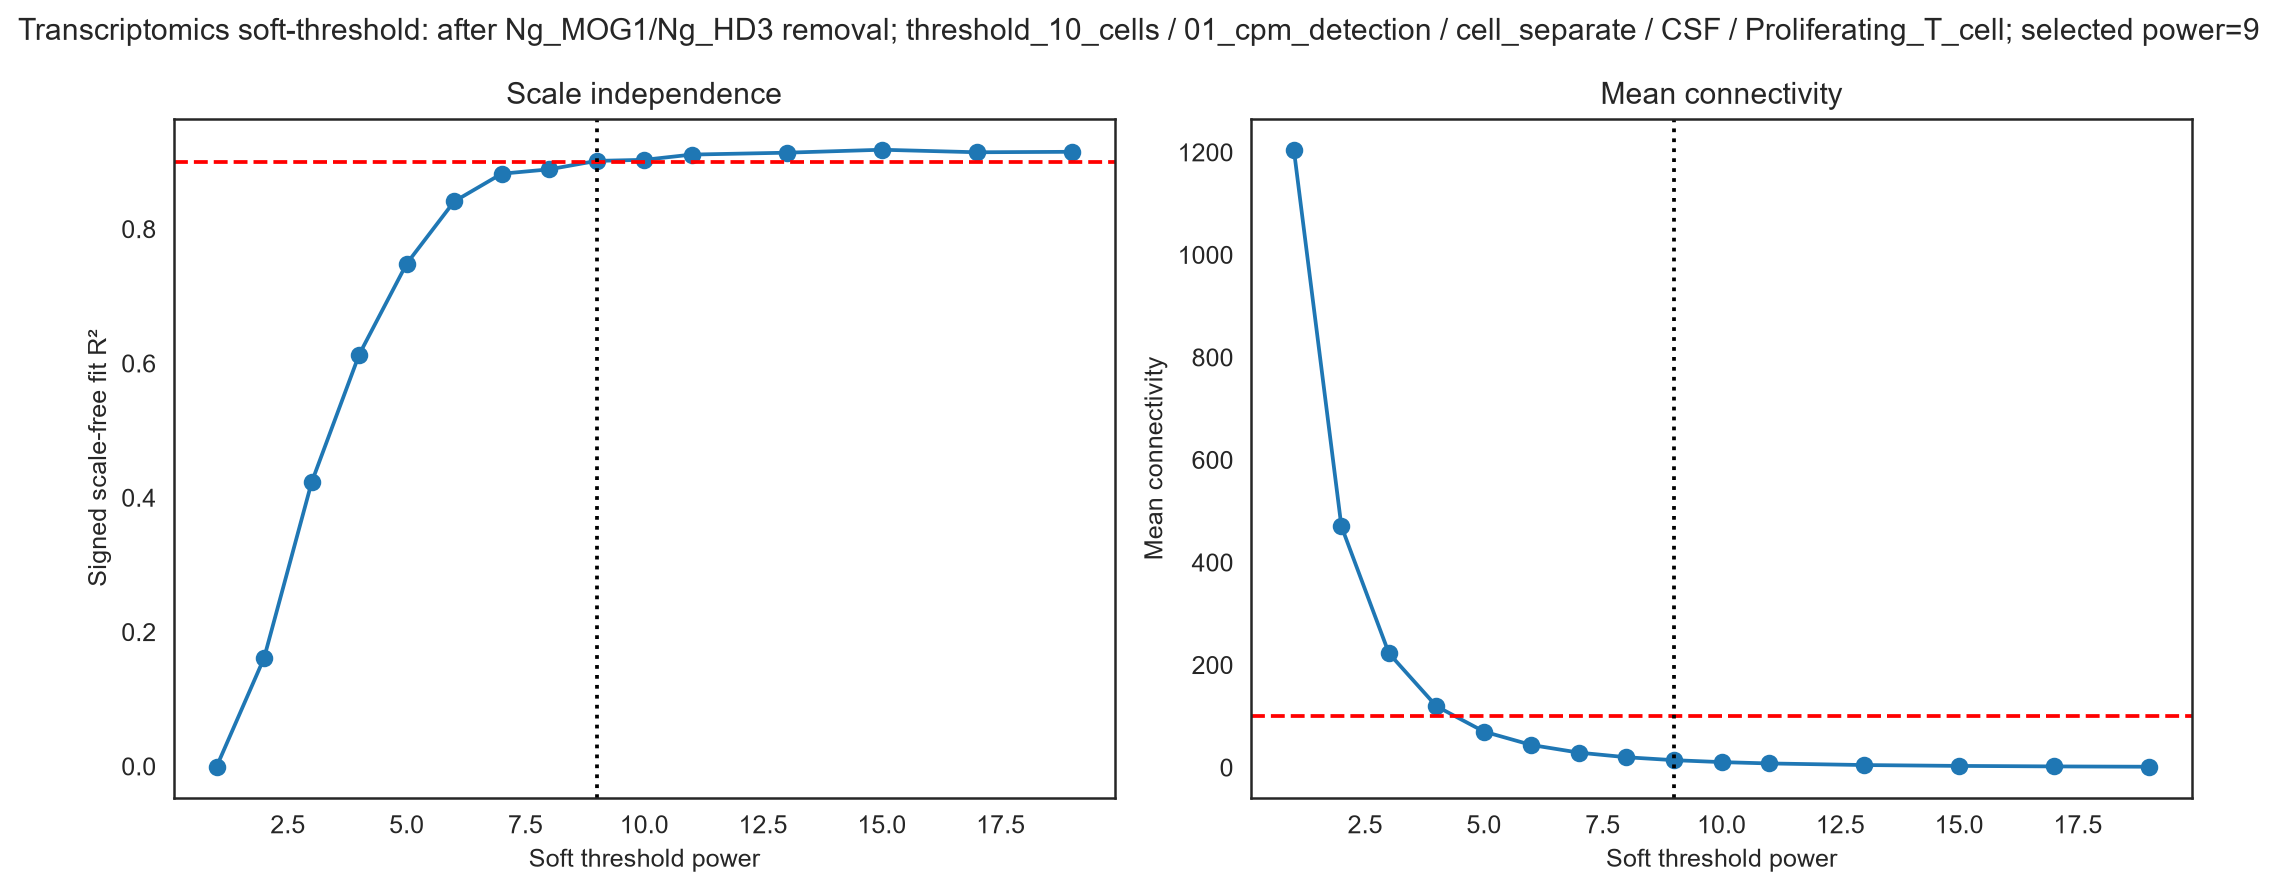 Transcriptomics soft-threshold: after Ng_MOG1/Ng_HD3 removal; threshold_10_cells / 01_cpm_detection / cell_separate / CSF / Proliferating_T_cell; selected power=9
Scale independence
Signed scale-free fit R²
0.8
0.6
0.4
0.2
0.0
2.5 5.0 7.5 10.0 12.5 15.0 17.5
Soft threshold power
Mean connectivity
Mean connectivity
1200
1000
800
600
400
200
0
2.5 5.0 7.5 10.0 12.5 15.0 17.5
Soft threshold power